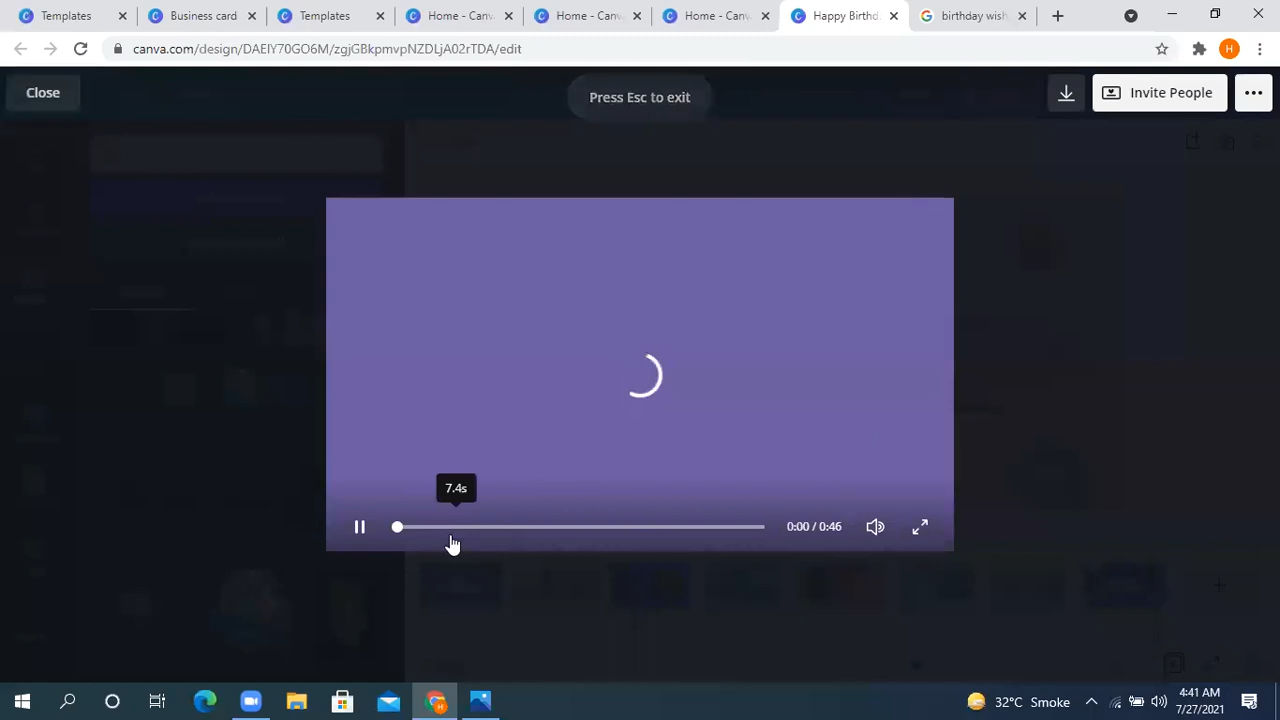 Templates
Business card
Templates
Home - Canv
Home - Canv
Home - Canv
Happy Birthd
birthday wish
canva.com/design/DAEIY70GO6M/zgjGBkpmvpNZDLjA02rTDA/edit
H
Close
Press Esc to exit
Invite People
7.4s
0:00 / 0:46
32°C Smoke
4:41 AM
7/27/2021